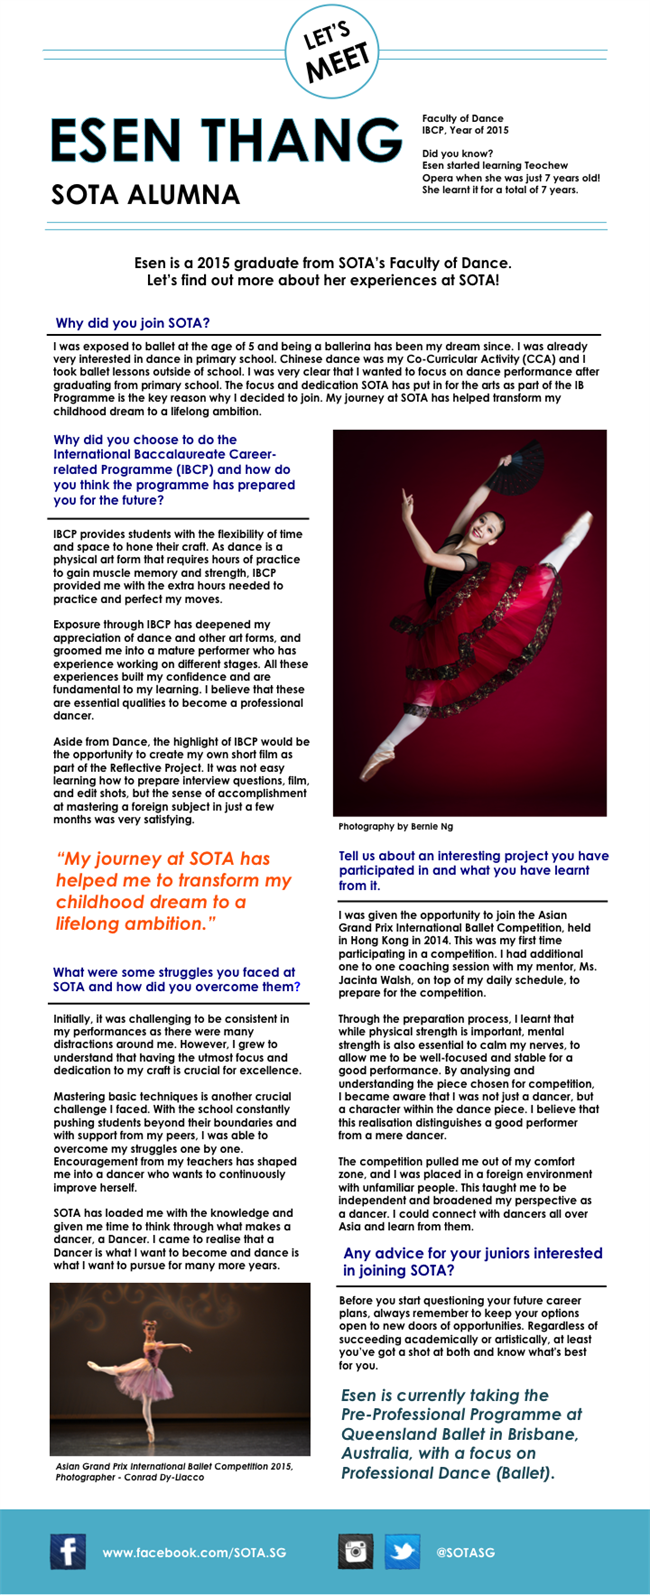 LET'S
MEET
ESEN THANG
SOTA ALUMNA
Faculty of Dance
IBCP, Year of 2015
Did you know?
Esen started learning Teochew
Opera when she was just 7 years old!
She learnt it for a total of 7 years.
Esen is a 2015 graduate from SOTA's Faculty of Dance.
Let's find out more about her experiences at SOTA!
Why did you join SOTA?
I was exposed to ballet at the age of 5 and being a ballerina has been my dream since. I was already
very interested in dance in primary school. Chinese dance was my Co-Curricular Activity (CCA) and I
took ballet lessons outside of school. I was very clear that I wanted to focus on dance performance after
graduating from primary school. The focus and dedication SOTA has put in for the arts as part of the IB
Programme is the key reason why I decided to join. My journey at SOTA has helped transform my
childhood dream to a lifelong ambition.
Why did you choose to do the
International Baccalaureate Career-
related Programme (IBCP) and how do
you think the programme has prepared
you for the future?
IBCP provides students with the flexibility of time
and space to hone their craft. As dance is a
physical art form that requires hours of practice
to gain muscle memory and strength, IBCP
provided me with the extra hours needed to
practice and perfect my moves.
Exposure through IBCP has deepened my
appreciation of dance and other art forms, and
groomed me into a mature performer who has
experience working on different stages. All these
experiences built my confidence and are
fundamental to my learning. I believe that these
are essential qualities to become a professional
dancer.
Aside from Dance, the highlight of IBCP would be
the opportunity to create my own short film as
part of the Reflective Project. It was not easy
learning how to prepare interview questions, film,
and edit shots, but the sense of accomplishment
at mastering a foreign subject in just a few
months was very satisfying.
"My journey at SOTA has
helped me to transform my
childhood dream to a
lifelong ambition."
What were some struggles you faced at
SOTA and how did you overcome them?
Initially, it was challenging to be consistent in
my performances as there were many
distractions around me. However, I grew to
understand that having the utmost focus and
dedication to my craft is crucial for excellence.
Mastering basic techniques is another crucial
challenge I faced. With the school constantly
pushing students beyond their boundaries and
with support from my peers, I was able to
overcome my struggles one by one.
Encouragement from my teachers has shaped
me into a dancer who wants to continuously
improve herself.
SOTA has loaded me with the knowledge and
given me time to think through what makes a
dancer, a Dancer. I came to realise that a
Dancer is what I want to become and dance is
what I want to pursue for many more years.
Asian Grand Prix International Ballet Competition 2015,
Photographer - Conrad Dy-Liacco
Photography by Bernie Ng
Tell us about an interesting project you have
participated in and what you have learnt
from it.
I was given the opportunity to join the Asian
Grand Prix International Ballet Competition, held
in Hong Kong in 2014. This was my first time
participating in a competition. I had additional
one to one coaching session with my mentor, Ms.
Jacinta Walsh, on top of my daily schedule, to
prepare for the competition.
Through the preparation process, I learnt that
while physical strength is important, mental
strength is also essential to calm my nerves, to
allow me to be well-focused and stable for a
good performance. By analysing and
understanding the piece chosen for competition,
I became aware that I was not just a dancer, but
a character within the dance piece. I believe that
this realisation distinguishes a good performer
from a mere dancer.
The competition pulled me out of my comfort
zone, and I was placed in a foreign environment
with unfamiliar people. This taught me to be
independent and broadened my perspective as
a dancer. I could connect with dancers all over
Asia and learn from them.
Any advice for your juniors interested
in joining SOTA?
Before you start questioning your future career
plans, always remember to keep your options
open to new doors of opportunities. Regardless of
succeeding academically or artistically, at least
you've got a shot at both and know what's best
for you.
Esen is currently taking the
Pre-Professional Programme at
Queensland Ballet in Brisbane,
Australia, with a focus on
Professional Dance (Ballet).
www.facebook.com/SOTA.SG
@SOTASG